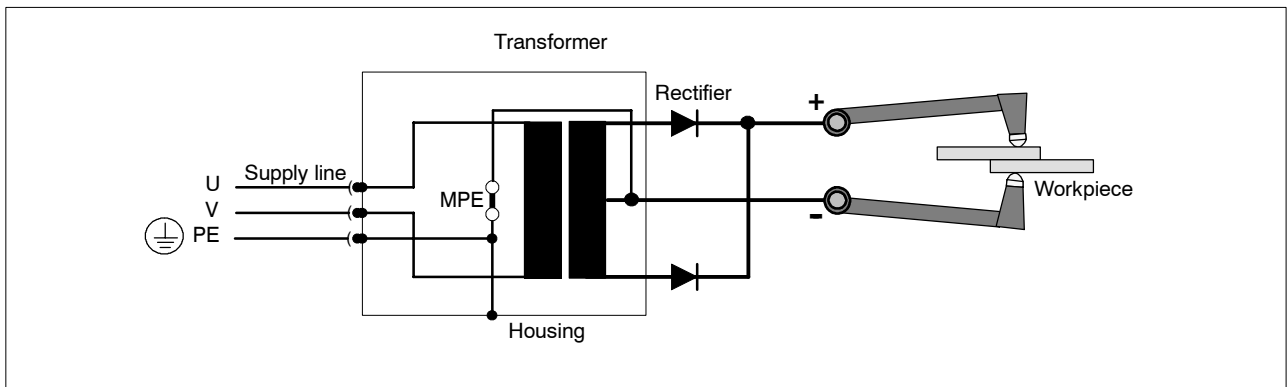 Transformer
Rectifier
+
Supply line
U
MPE
Workpiece
V
-
PE
Housing